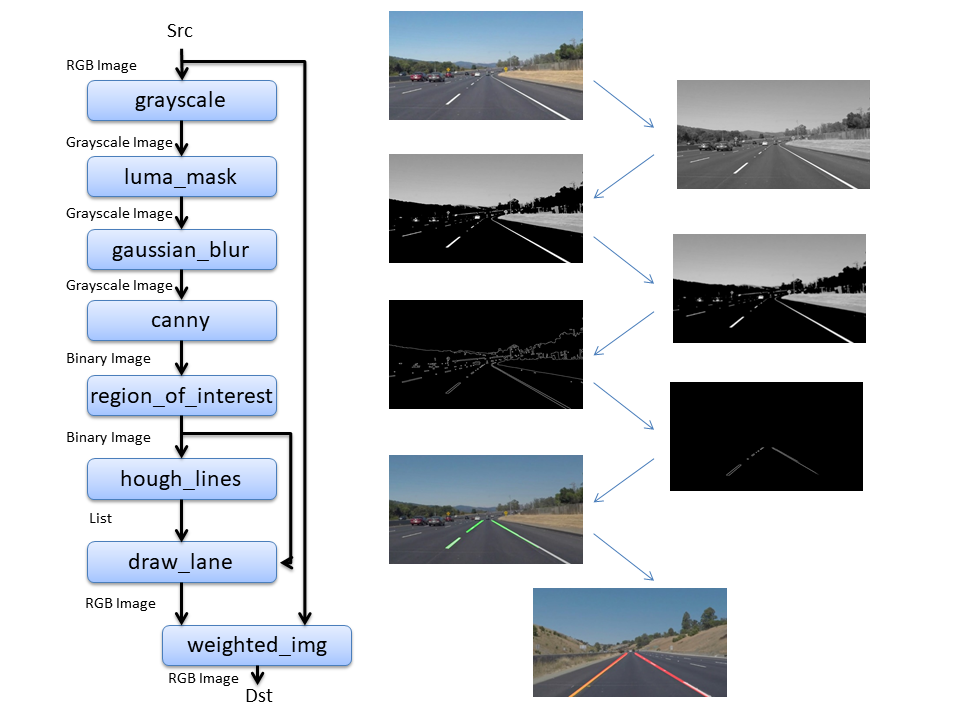 Src
RGB Image
grayscale
Grayscale Image
luma_mask
Grayscale Image
gaussian_blur
Grayscale Image
canny
Binary Image
region_of_interest
Binary Image
hough_lines
List
draw_lane
RGB Image
weighted_img
RGB Image
Dst